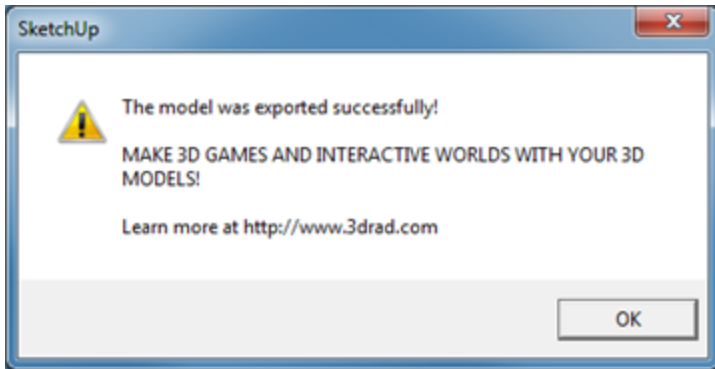 SketchUp
The model was exported successfully!
MAKE 3D GAMES AND INTERACTIVE WORLDS WITH YOUR 3D
MODELS!
Learn more at http://www.3drad.com
OK